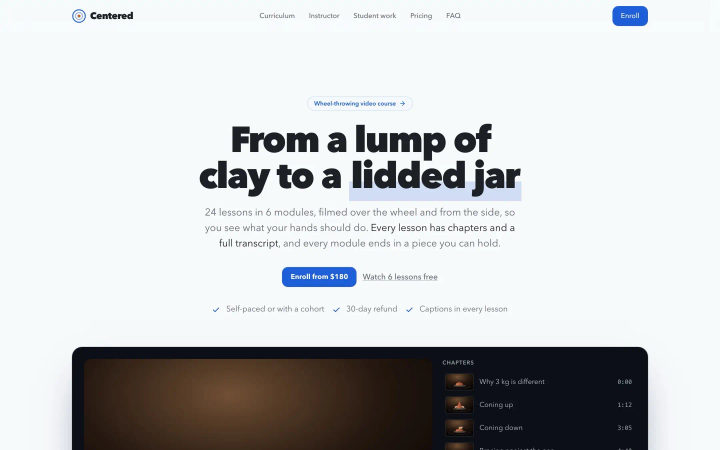 Centered
Curriculum
Instructor
Student work
Pricing
FAQ
Enroll
Wheel-throwing video course →
From a lump of
clay to a lidded jar
24 lessons in 6 modules, filmed over the wheel and from the side, so
you see what your hands should do. Every lesson has chapters and a
full transcript, and every module ends in a piece you can hold.
Enroll from $180
Watch 6 lessons free
Self-paced or with a cohort
30-day refund
Captions in every lesson
CHAPTERS
Why 3 kg is different 0:00
Coning up 1:12
Coning down 3:05